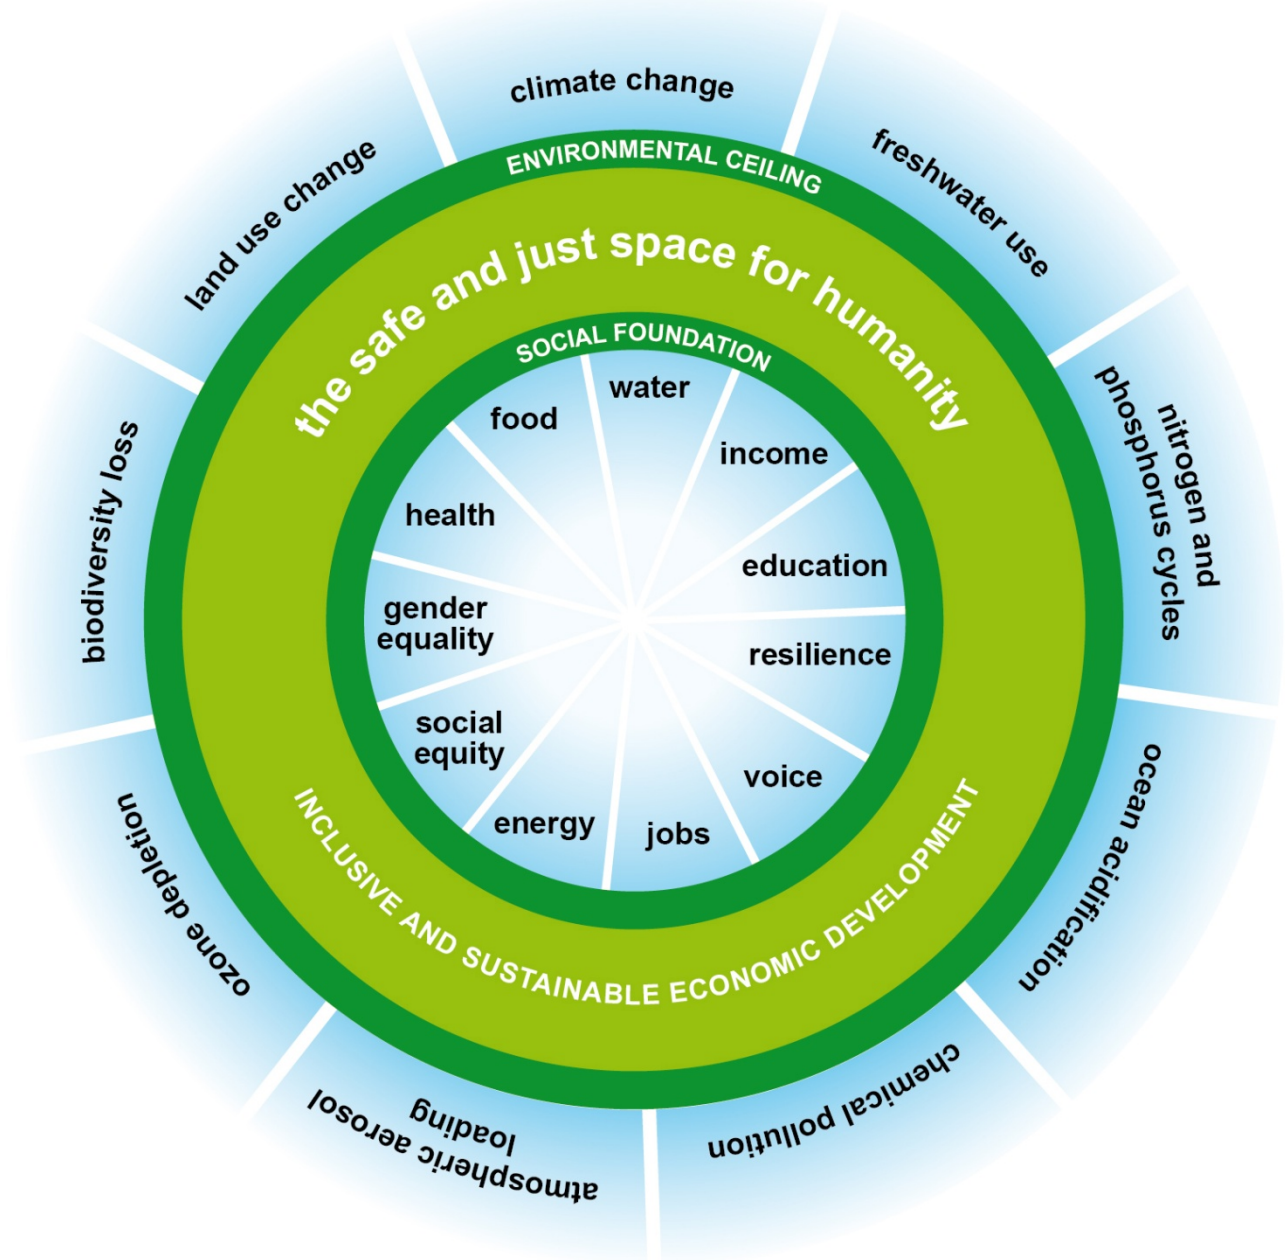 climate change
freshwater use
nitrogen and
phosphorus cycles
ocean acidification
chemical pollution
atmospheric aerosol
loading
ozone depletion
biodiversity loss
land use change
ENVIRONMENTAL CEILING
the safe and just space for humanity
SOCIAL FOUNDATION
water
income
education
resilience
voice
jobs
energy
social
equity
gender
equality
health
food
INCLUSIVE AND SUSTAINABLE ECONOMIC DEVELOPMENT